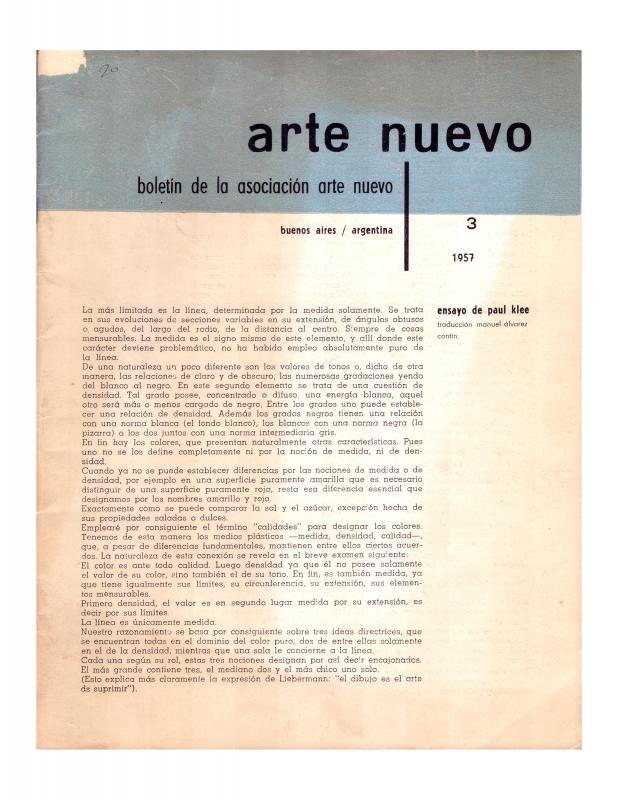 20
arte nuevo
boletín de la asociación arte nuevo
buenos aires / argentina
3
1957
La más limitada es la línea, determinada por la medida solamente. Se trata
en sus evoluciones de secciones variables en su extensión, de ángulos obtusos
o agudos, del largo del radio, de la distancia al centro. Siempre de cosas
mensurables. La medida es el signo mismo de este elemento, y allí donde este
carácter deviene problemático, no ha habido empleo absolutamente puro de
la línea.
De una naturaleza un poco diferente son los valores de tonos o, dicho de otra
manera, las relaciones de claro y de obscuro, las numerosas gradaciones yendo
del blanco al negro. En este segundo elemento se trata de una cuestión de
densidad. Tal grado posee, concentrado o difuso, una energía blanca, aquel
otro será más o menos cargado de negro, Entre los grados uno puede estable-
cer una relación de densidad. Además los grados negros tienen una relación
con una norma blanca (el fondo blanco), los blancos con una norma negra (la
pizarra) o los dos juntos con una norma intermediaria gris.
En fin hay los colores, que presentan naturalmente otras características. Pues
uno no se los define completamente ni por la noción de medida, ni de den-
sidad.
Cuando ya no se puede establecer diferencias por las nociones de medida o de
densidad, por ejemplo en una superficie puramente amarilla que es necesario
distinguir de una superficie puramente roja, resta esa diferencia esencial que
designamos por los nombres amarillo y rojo.
Exactamente como se puede comparar la sal y el azúcar, excepción hecha de
sus propiedades saladas o dulces.
Emplearé por consiguiente el término "calidades" para designar los colores.
Tenemos de esta manera los medios plásticos —medida, densidad, calidad—,
que, a pesar de diferencias fundamentales, mantienen entre ellos ciertos acuer-
dos. La naturaleza de esta conexión se revela en el breve examen siguiente:
El color es ante todo calidad. Luego densidad ya que él no posee solamente
el valor de su color, sino también el de su tono. En fin, es también medida, ya
que tiene igualmente sus límites, su circunferencia, su extensión, sus elemen-
tos mensurables.
Primero densidad, el valor es en segundo lugar medida por su extensión, es
decir por sus límites
La línea es únicamente medida.
Nuestro razonamiento se basa por consiguiente sobre tres ideas directrices, que
se encuentran todas en el dominio del color puro, dos de entre ellas solamente
en el de la densidad, mientras que una sola le concierne a la línea.
Cada una según su rol, estas tres nociones designan por así decir encajonados.
El más grande contiene tres, el mediano dos y el más chico uno solo.
(Esto explica más claramente la expresión de Liebermann: "el dibujo es el arte
de suprimir").
ensayo de paul klee
traducción manuel álvarez
contin.